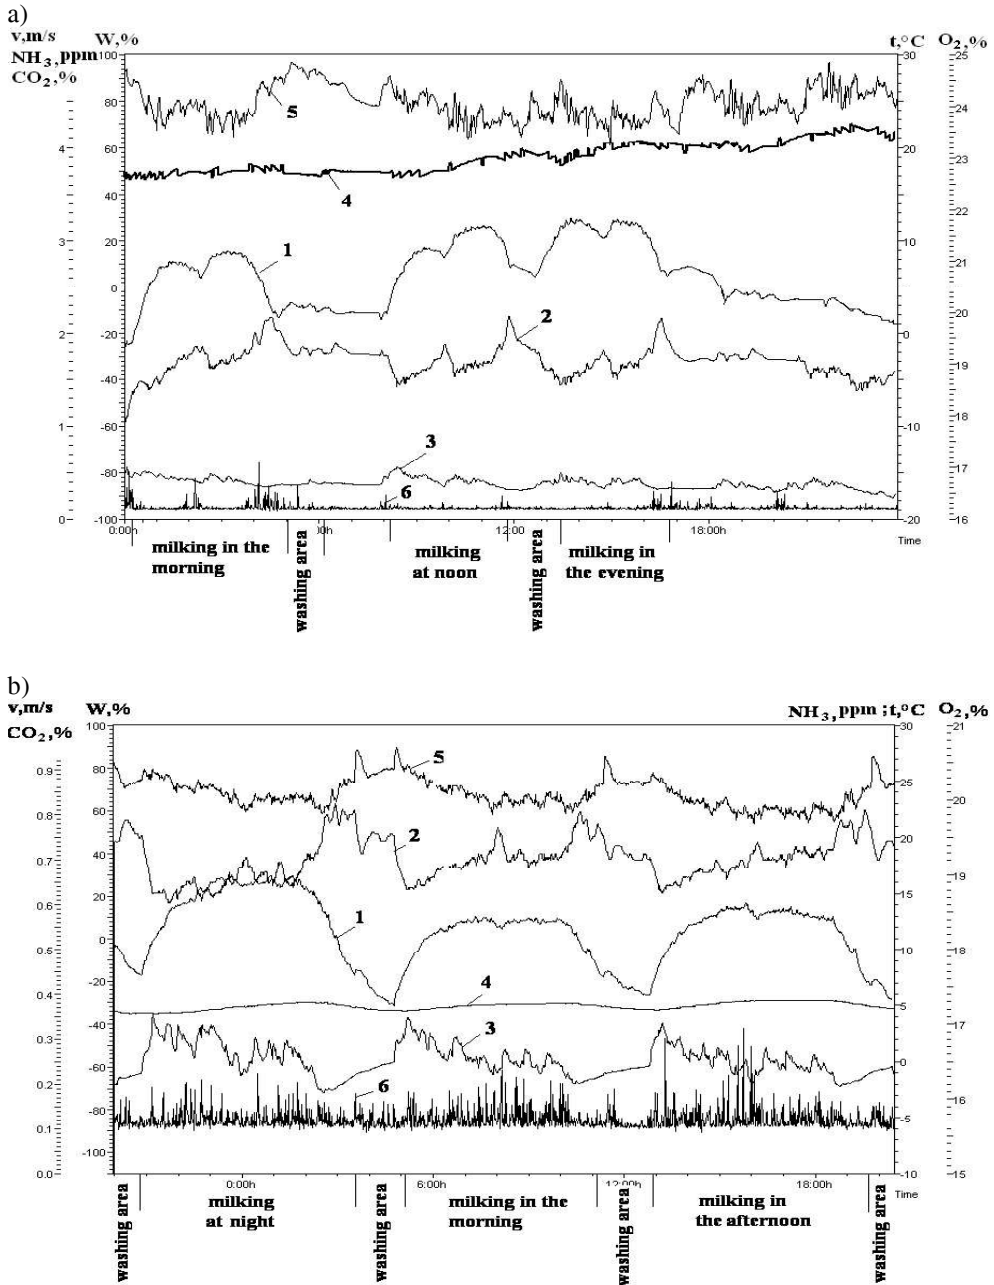 a)
v,m/s
NH₃,ppm
CO₂,%
W,%
t,°C
O₂,%
100
80
60
40
20
0
-20
-40
-60
-80
-100
4
3
2
1
0
30
20
10
0
-10
-20
25
24
23
22
21
20
19
18
17
16
5
4
1
2
3
6
0:00h
12:00
18:00h
Time
milking in the
morning
washing area
milking
at noon
washing area
milking in
the evening
b)
v,m/s
CO₂,%
W,%
NH₃,ppm ;t,°C
O₂,%
0.9
0.8
0.7
0.6
0.5
0.4
0.3
0.2
0.1
0.0
100
80
60
40
20
0
-20
-40
-60
-80
-100
30
25
20
15
10
5
0
-5
-10
21
20
19
18
17
16
15
5
2
1
4
3
6
0:00h
6:00h
12:00h
18:00h
Time
washing area
milking
at night
washing area
milking in the
morning
washing area
milking in
the afternoon
washing area